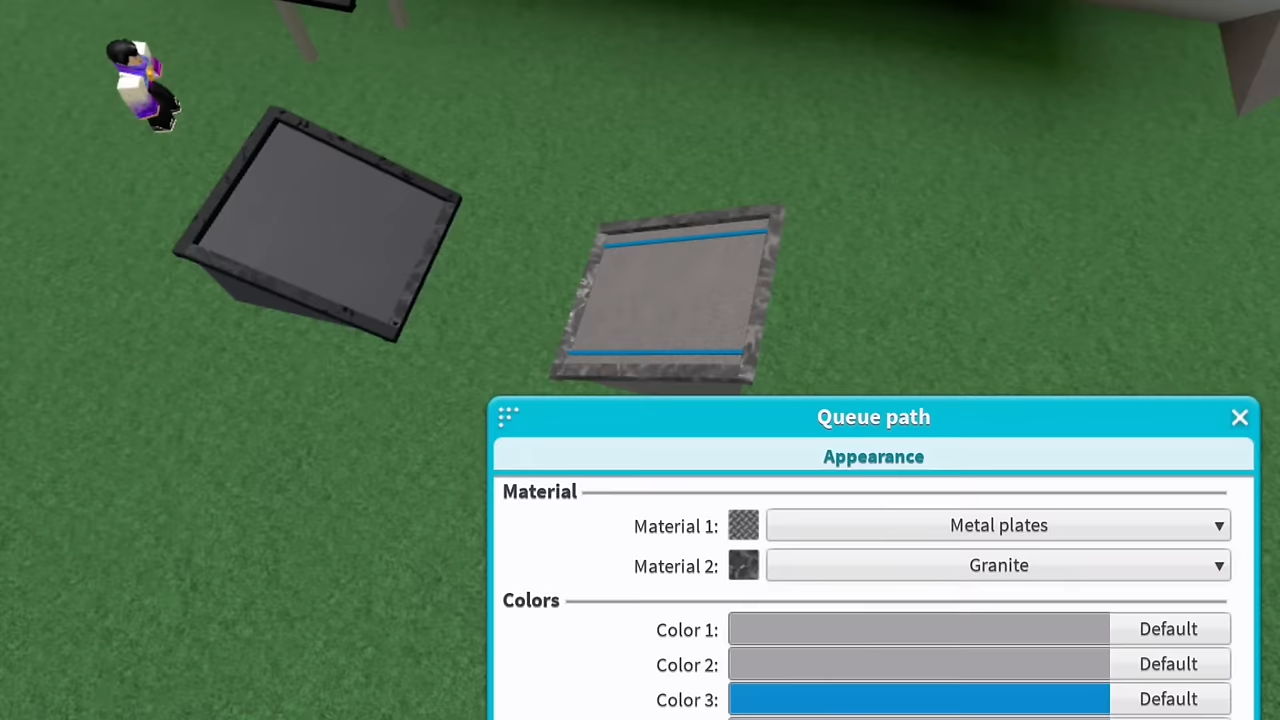 Queue path
Appearance
Material
Material 1: Metal plates
Material 2: Granite
Colors
Color 1: Default
Color 2: Default
Color 3: Default